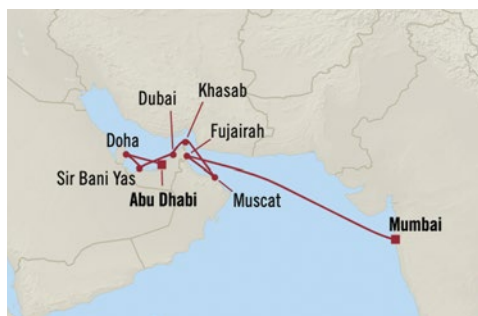 Khasab
Dubai
Fujairah
Doha
Sir Bani Yas
Abu Dhabi
Muscat
Mumbai